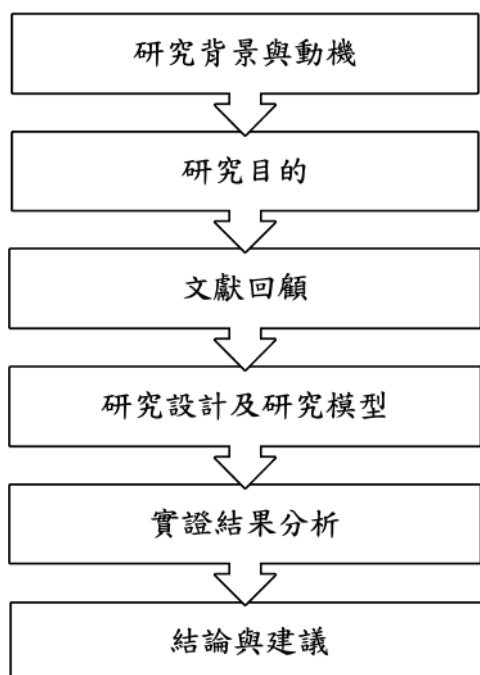 研究背景與動機
研究目的
文獻回顧
研究設計及研究模型
實證結果分析
結論與建議